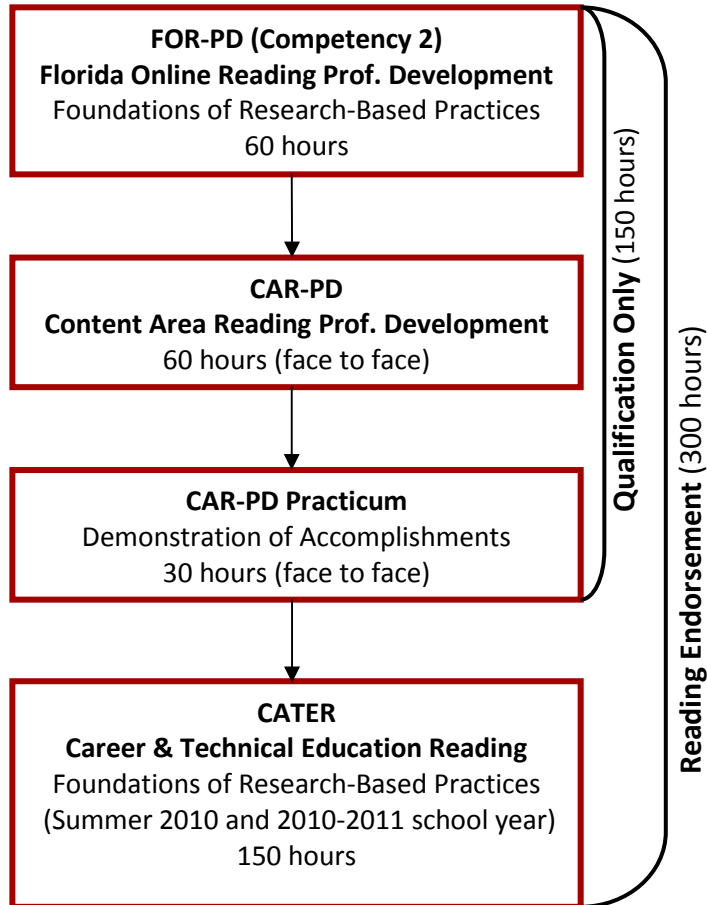 FOR-PD (Competency 2)
Florida Online Reading Prof. Development
Foundations of Research-Based Practices
60 hours
CAR-PD
Content Area Reading Prof. Development
60 hours (face to face)
CAR-PD Practicum
Demonstration of Accomplishments
30 hours (face to face)
CATER
Career & Technical Education Reading
Foundations of Research-Based Practices
(Summer 2010 and 2010-2011 school year)
150 hours
Qualification Only (150 hours)
Reading Endorsement (300 hours)